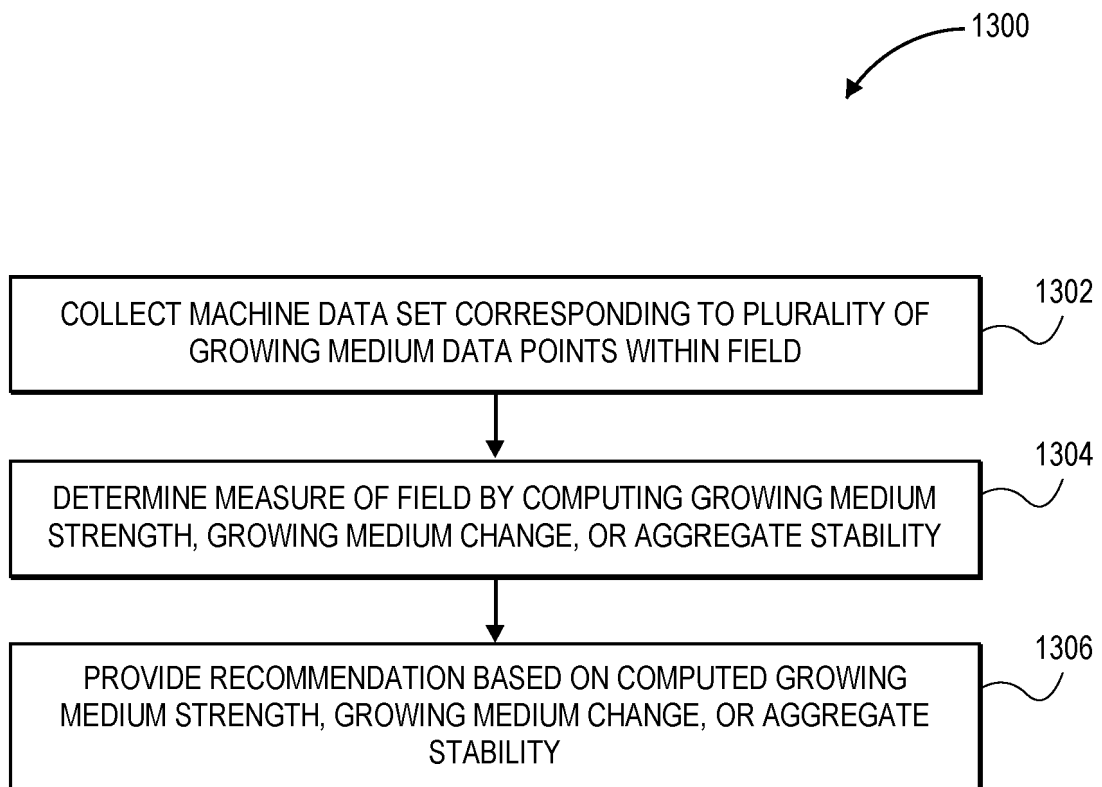 1300
COLLECT MACHINE DATA SET CORRESPONDING TO PLURALITY OF
GROWING MEDIUM DATA POINTS WITHIN FIELD
1302
DETERMINE MEASURE OF FIELD BY COMPUTING GROWING MEDIUM
STRENGTH, GROWING MEDIUM CHANGE, OR AGGREGATE STABILITY
1304
PROVIDE RECOMMENDATION BASED ON COMPUTED GROWING
MEDIUM STRENGTH, GROWING MEDIUM CHANGE, OR AGGREGATE
STABILITY
1306